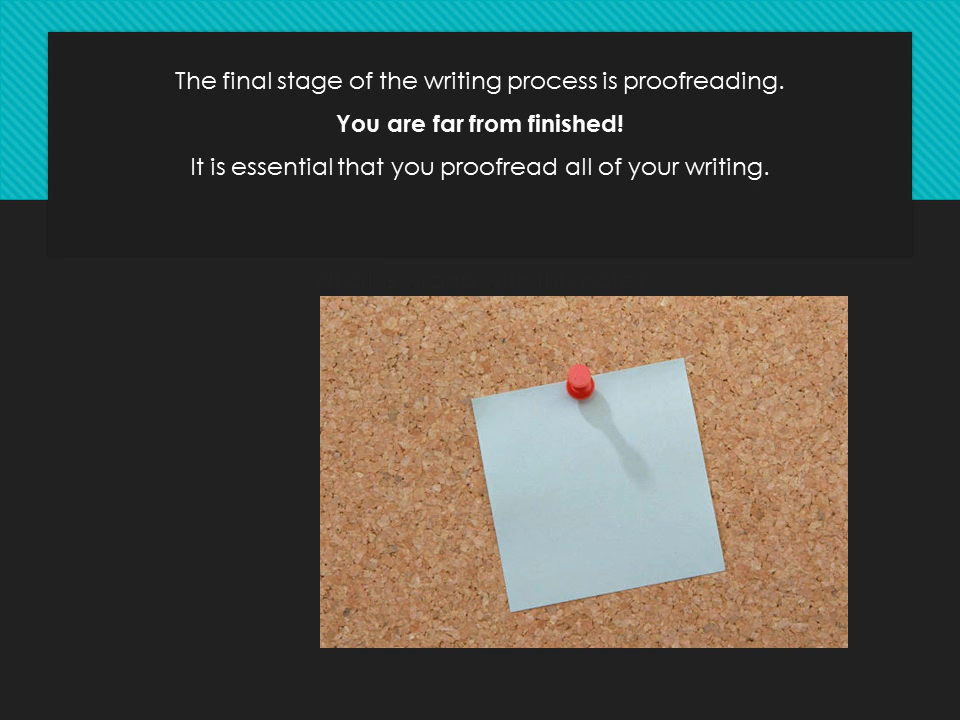 The final stage of the writing process is proofreading.
You are far from finished!
It is essential that you proofread all of your writing.